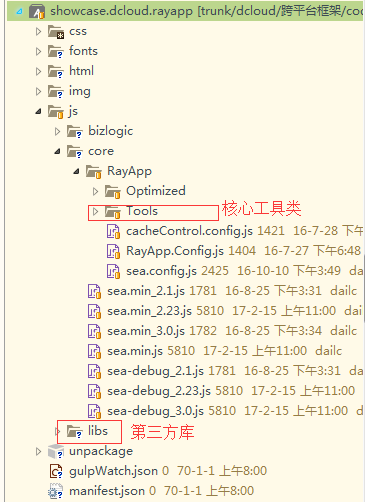 showcase.dcloud.rayapp [trunk/dcloud/跨平台框架/coc
css
fonts
html
img
js
bizlogic
core
RayApp
Optimized
Tools 核心工具类
cacheControl.config.js 1421 16-7-28 下午
RayApp.Config.js 1404 16-7-27 下午6:48
sea.config.js 2425 16-10-10 下午3:49 dailc
sea.min_2.1.js 1781 16-8-25 下午3:31 dailc
sea.min_2.23.js 5810 17-2-15 上午11:00 dailc
sea.min_3.0.js 1782 16-8-25 下午3:34 dailc
sea.min.js 5810 17-2-15 上午11:00 dailc
sea-debug_2.1.js 1781 16-8-25 下午3:31
sea-debug_2.23.js 5810 17-2-15 上午11:00
sea-debug_3.0.js 5810 17-2-15 上午11:00
libs 第三方库
unpackage
gulpWatch.json 0 70-1-1 上午8:00
manifest.json 0 70-1-1 上午8:00